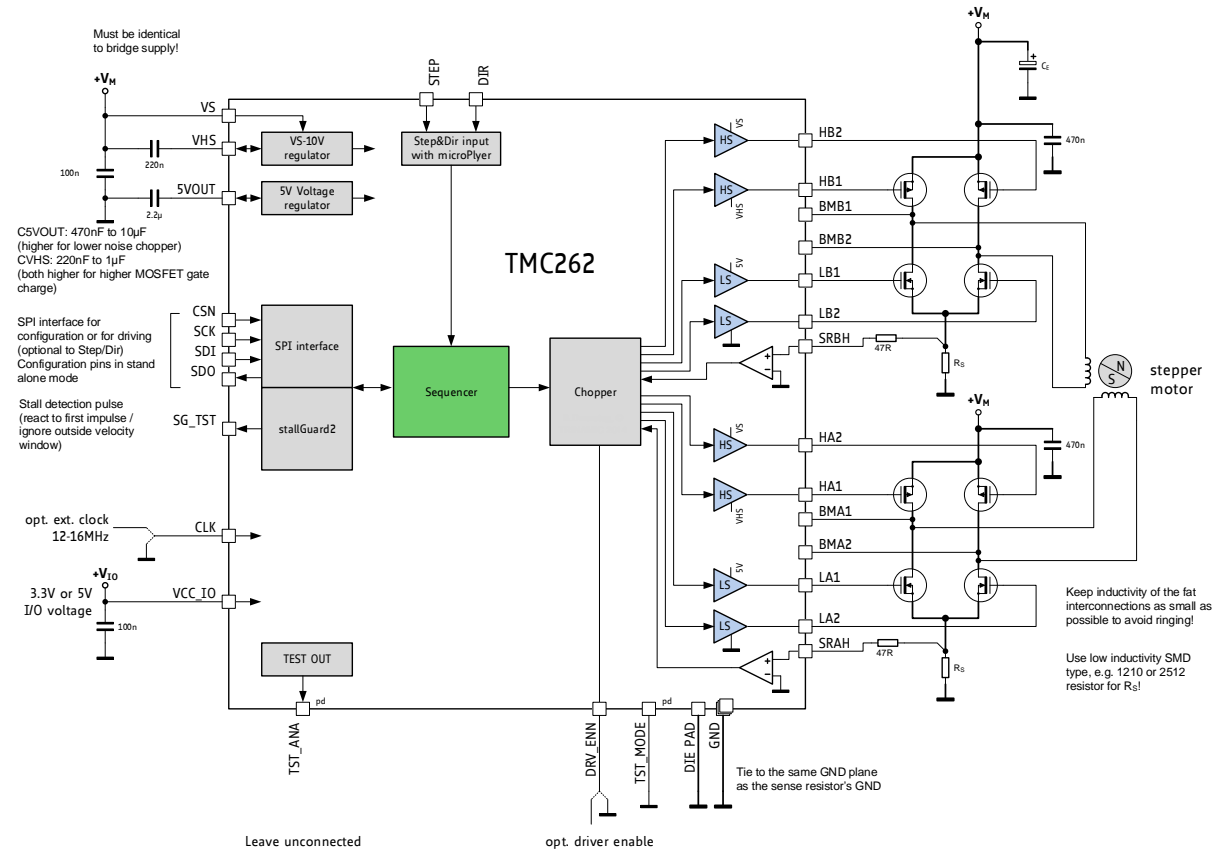 Must be identical
to bridge supply!
+VM
VS
VHS
220n
100n
5VOUT
2.2µ
VS-10V
regulator
5V Voltage
regulator
STEP
DIR
Step&Dir input
with microPlyer
C5VOUT: 470nF to 10µF
(higher for lower noise chopper)
CVHS: 220nF to 1µF
(both higher for higher MOSFET gate
charge)
TMC262
SPI interface for
configuration or for driving
(optional to Step/Dir)
Configuration pins in stand
alone mode
CSN
SCK
SDI
SDO
SPI interface
Stall detection pulse
(react to first impulse /
ignore outside velocity
window)
SG_TST
stallGuard2
Sequencer
Chopper
opt. ext. clock
12-16MHz
CLK
+VIO
3.3V or 5V
I/O voltage
VCC_IO
100n
TEST OUT
pd
TST_ANA
Leave unconnected
DRV_ENN
opt. driver enable
pd
TST_MODE
DIE PAD
GND
Tie to the same GND plane
as the sense resistor's GND
+VM
CE
470n
HS
VS
HB2
HS
VHS
HB1
BMB1
BMB2
LS
5V
LB1
LS
LB2
SRBH
47R
RS
+
−
N
S
stepper
motor
+VM
470n
HS
VS
HA2
HS
VHS
HA1
BMA1
BMA2
LS
5V
LA1
LS
LA2
SRAH
47R
RS
+
−
Keep inductivity of the fat
interconnections as small as
possible to avoid ringing!
Use low inductivity SMD
type, e.g. 1210 or 2512
resistor for RS!